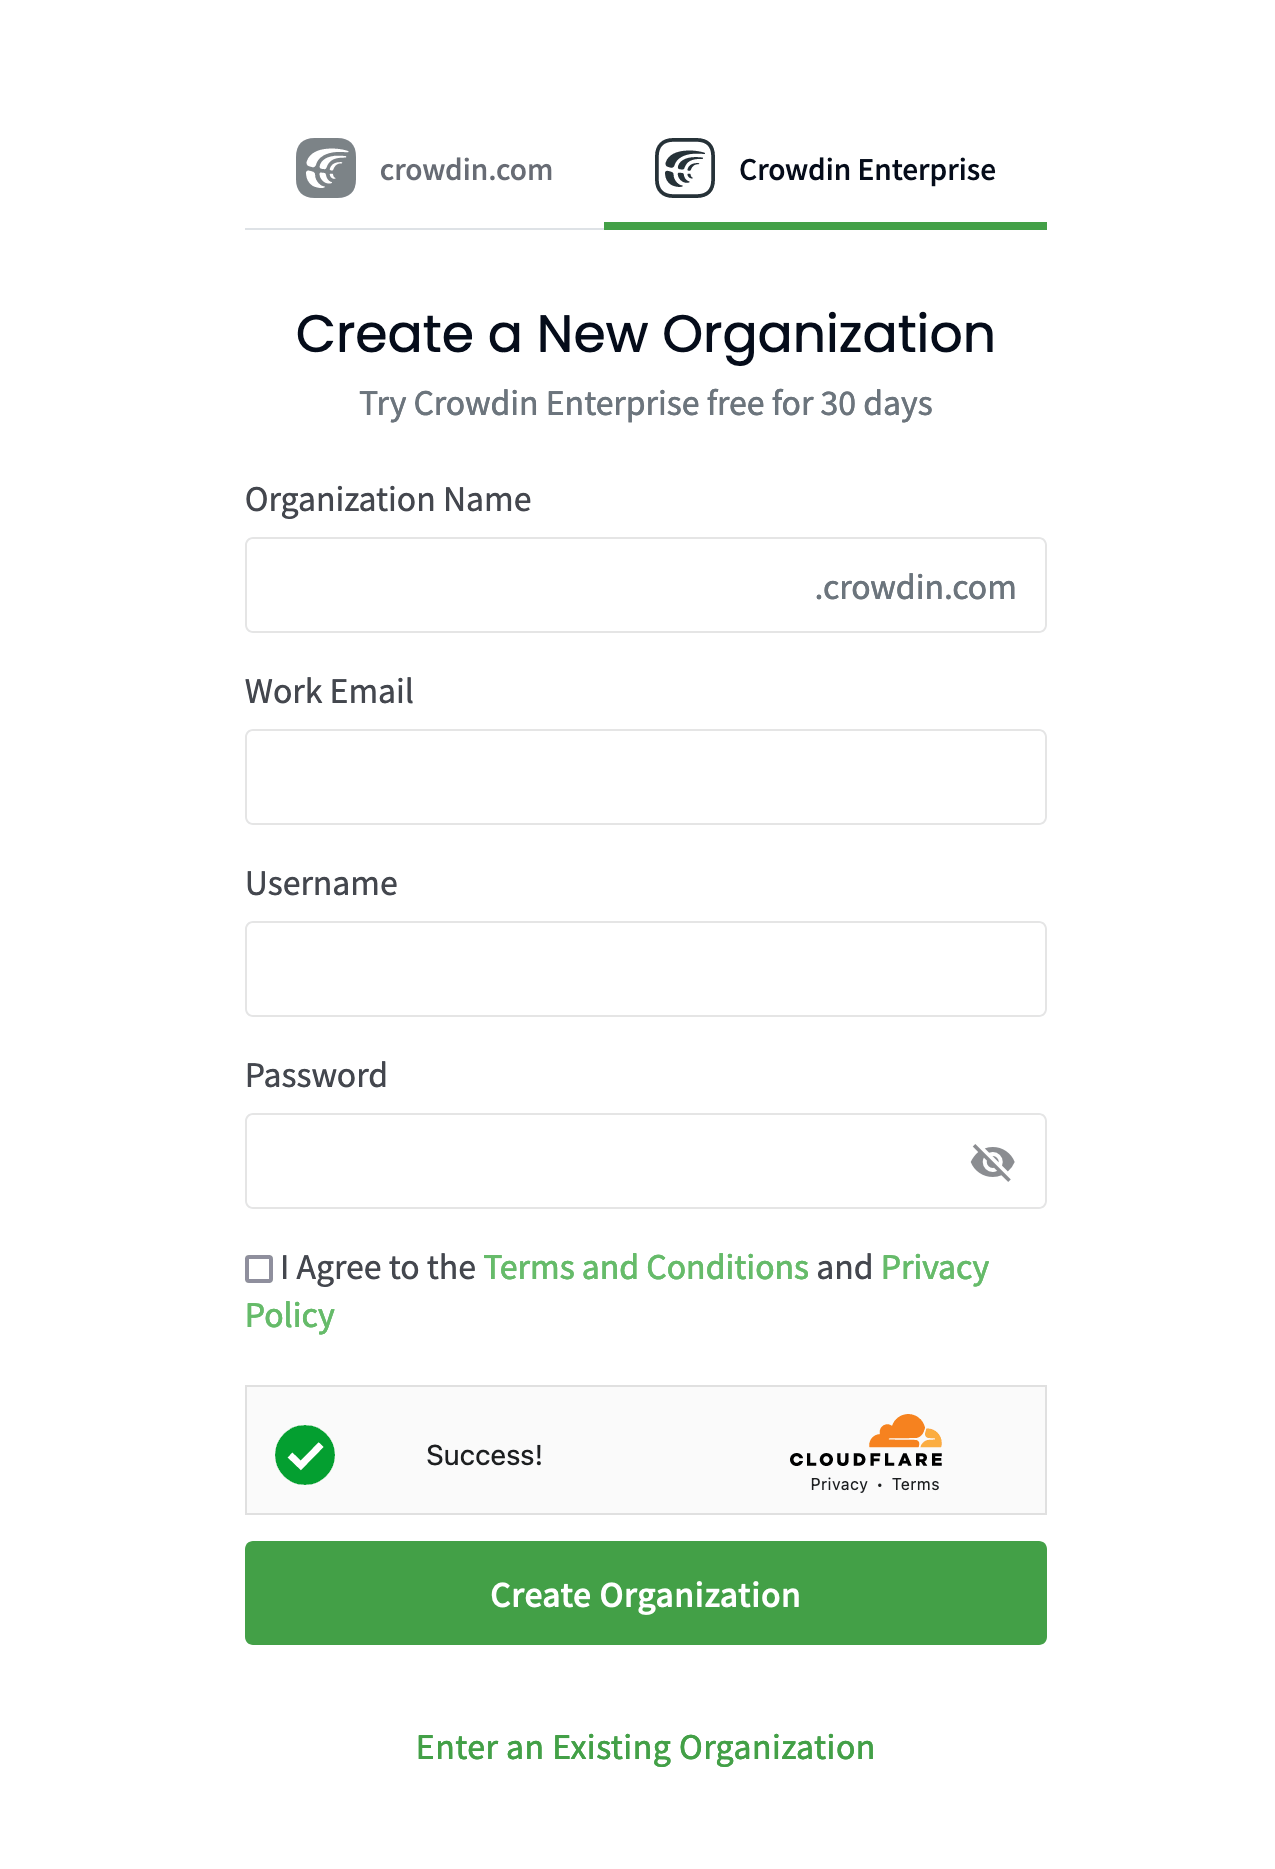 crowdin.com
Crowdin Enterprise
Create a New Organization
Try Crowdin Enterprise free for 30 days
Organization Name
.crowdin.com
Work Email
Username
Password
I Agree to the Terms and Conditions and Privacy
Policy
Success!
CLOUDFLARE
Privacy • Terms
Create Organization
Enter an Existing Organization